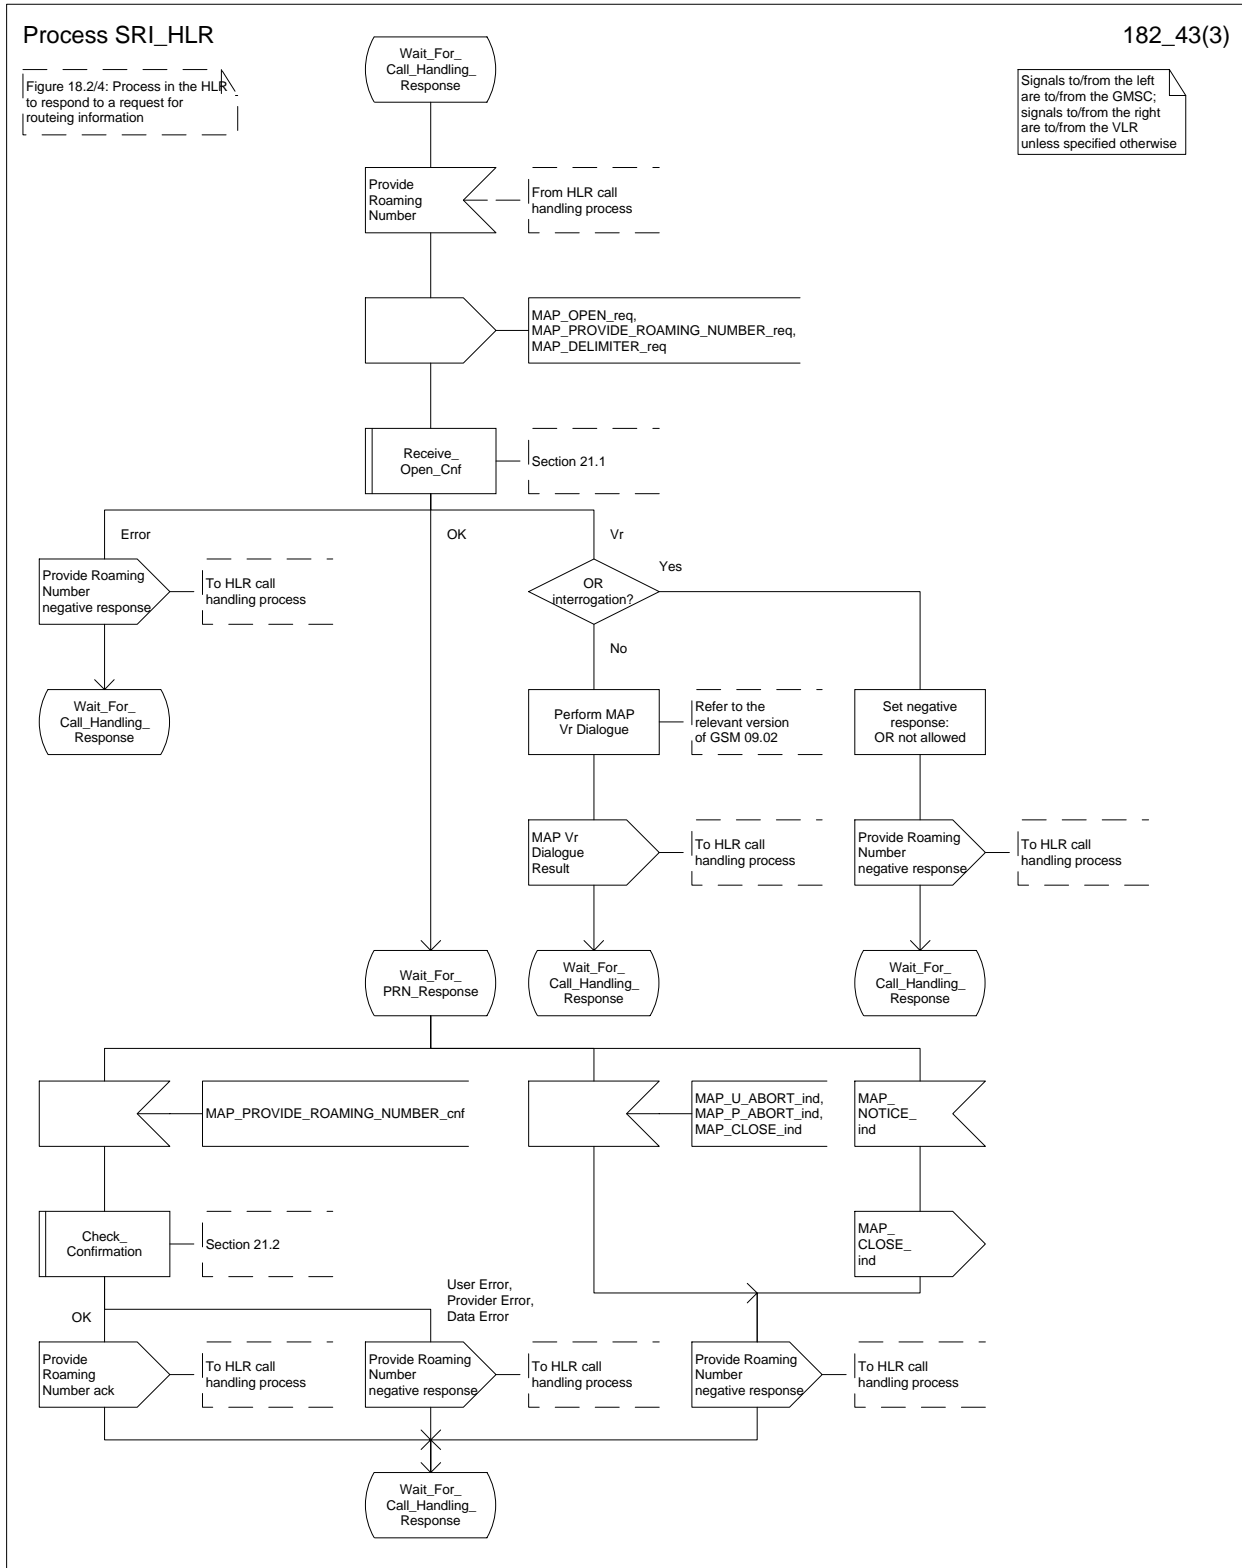 Process SRI_HLR
182_43(3)
Figure 18.2/4: Process in the HLR
to respond to a request for
routeing information
Wait_For_
Call_Handling_
Response
Signals to/from the left
are to/from the GMSC;
signals to/from the right
are to/from the VLR
unless specified otherwise
Provide
Roaming
Number
From HLR call
handling process
MAP_OPEN_req,
MAP_PROVIDE_ROAMING_NUMBER_req,
MAP_DELIMITER_req
Receive_
Open_Cnf
Section 21.1
Error
OK
Vr
Provide Roaming
Number
negative response
To HLR call
handling process
OR
interrogation?
Yes
No
Wait_For_
Call_Handling_
Response
Perform MAP
Vr Dialogue
Refer to the
relevant version
of GSM 09.02
Set negative
response:
OR not allowed
MAP Vr
Dialogue
Result
To HLR call
handling process
Provide Roaming
Number
negative response
To HLR call
handling process
Wait_For_
PRN_Response
Wait_For_
Call_Handling_
Response
Wait_For_
Call_Handling_
Response
MAP_PROVIDE_ROAMING_NUMBER_cnf
MAP_U_ABORT_ind,
MAP_P_ABORT_ind,
MAP_CLOSE_ind
MAP_
NOTICE_
ind
Check_
Confirmation
Section 21.2
MAP_
CLOSE_
ind
OK
User Error,
Provider Error,
Data Error
Provide
Roaming
Number ack
To HLR call
handling process
Provide Roaming
Number
negative response
To HLR call
handling process
Provide Roaming
Number
negative response
To HLR call
handling process
Wait_For_
Call_Handling_
Response